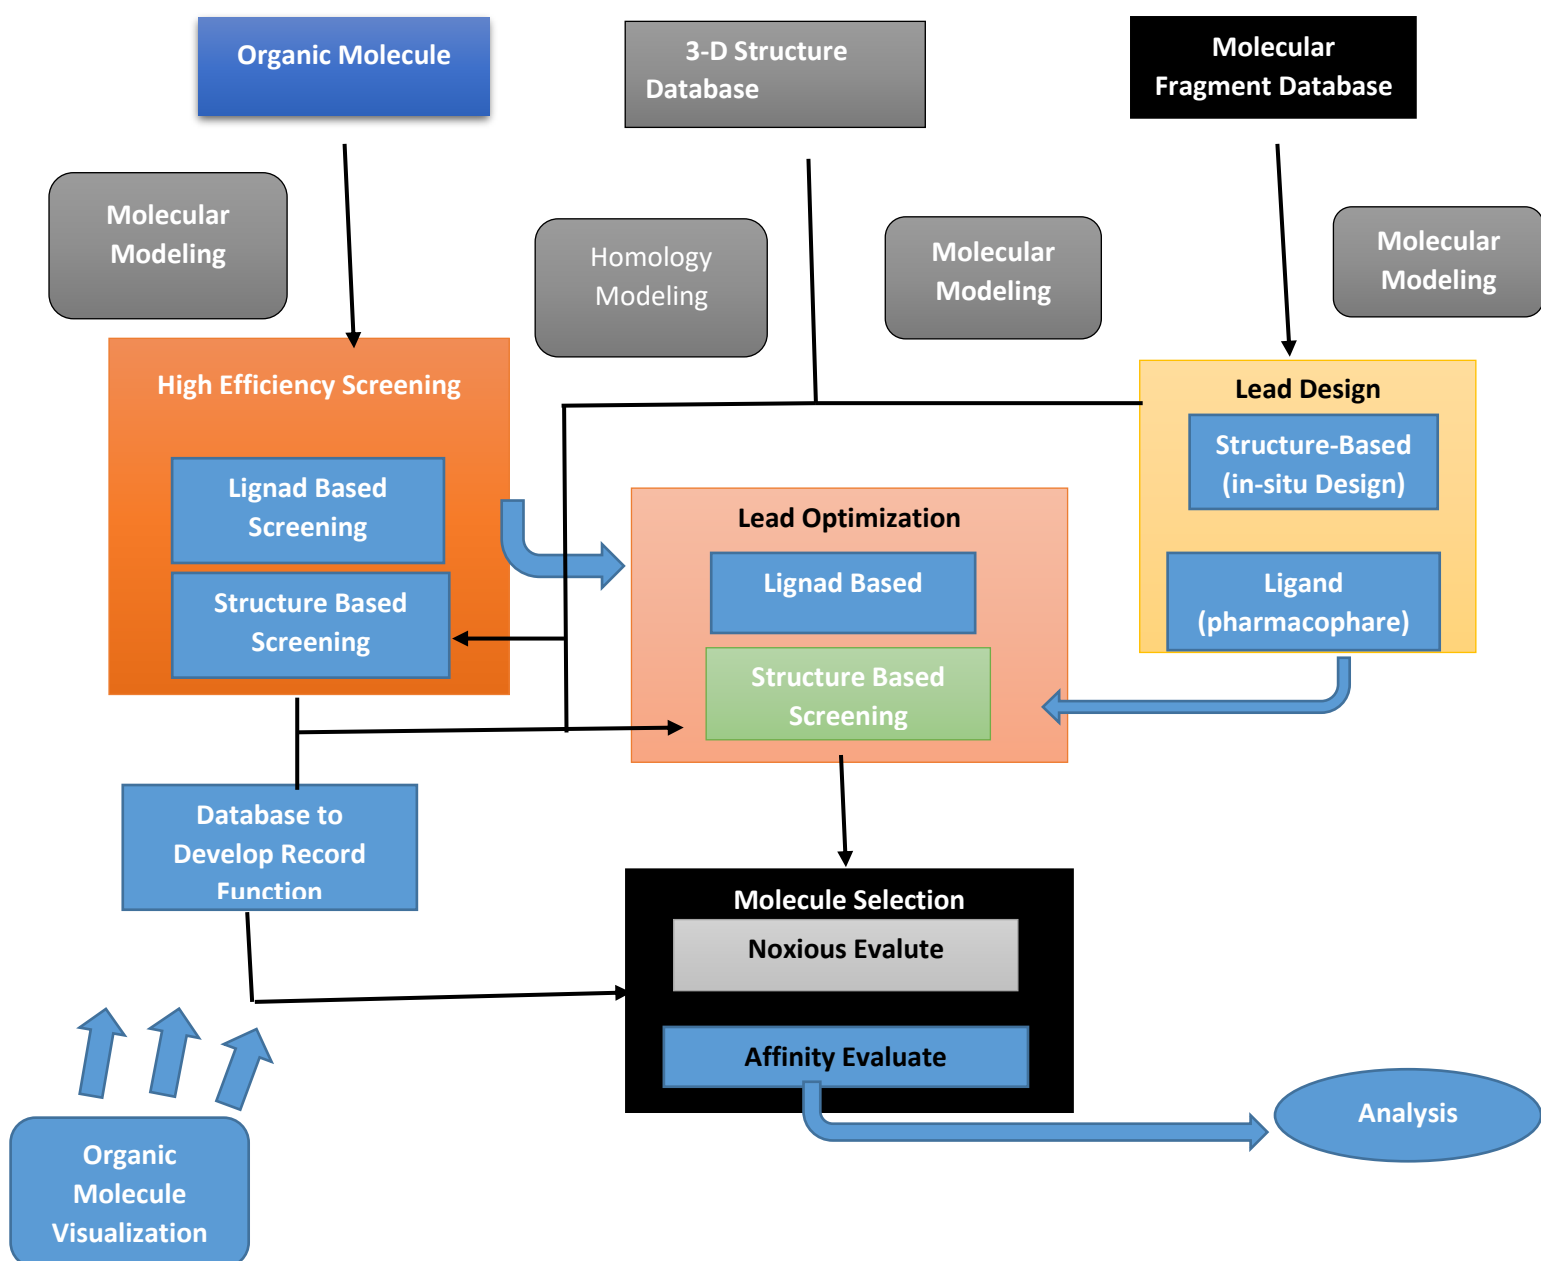 Organic Molecule
3-D Structure
Database
Molecular
Fragment Database
Molecular
Modeling
Homology
Modeling
Molecular
Modeling
Molecular
Modeling
High Efficiency Screening
Lignad Based
Screening
Structure Based
Screening
Lead Optimization
Lignad Based
Structure Based
Screening
Lead Design
Structure-Based
(in-situ Design)
Ligand
(pharmacophare)
Database to
Develop Record
Function
Molecule Selection
Noxious Evalute
Affinity Evaluate
Organic
Molecule
Visualization
Analysis